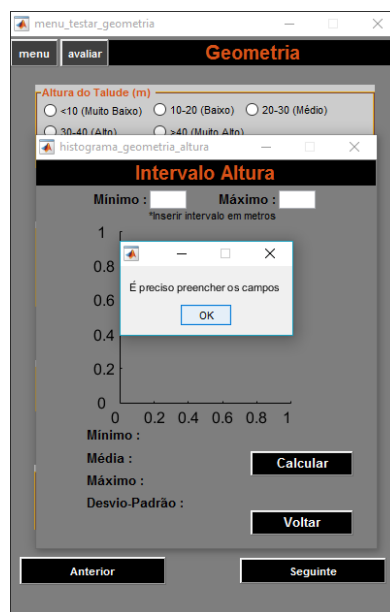 menu_testar_geometria
menu avaliar Geometria
Altura do Talude (m)
<10 (Muito Baixo) 10-20 (Baixo) 20-30 (Médio)
30-40 (Alto) >40 (Muito Alto)
histograma_geometria_altura
Intervalo Altura
Mínimo : Máximo :
*Inserir intervalo em metros
1
0.8
0.6
0.4
0.2
0
0 0.2 0.4 0.6 0.8 1
É preciso preencher os campos
OK
Mínimo :
Média :
Máximo :
Desvio-Padrão :
Calcular
Voltar
Anterior Seguinte